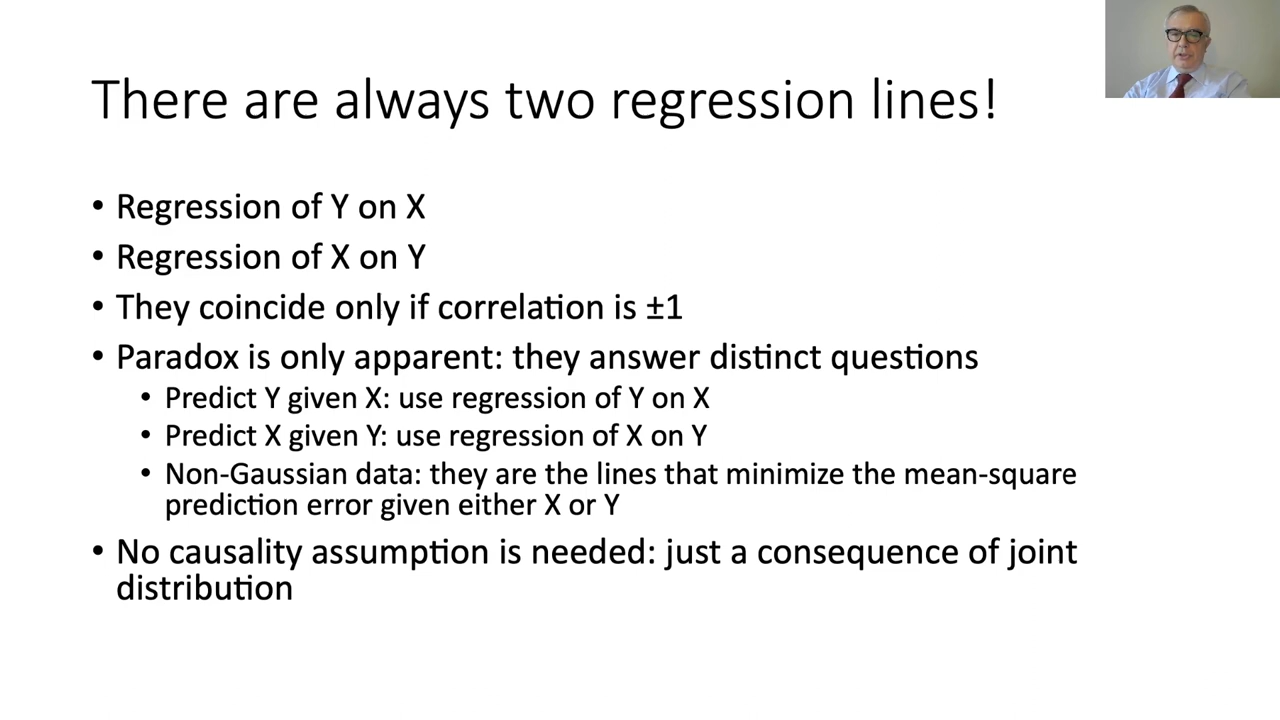 There are always two regression lines!
• Regression of Y on X
• Regression of X on Y
• They coincide only if correlation is ±1
• Paradox is only apparent: they answer distinct questions
• Predict Y given X: use regression of Y on X
• Predict X given Y: use regression of X on Y
• Non-Gaussian data: they are the lines that minimize the mean-square
prediction error given either X or Y
• No causality assumption is needed: just a consequence of joint
distribution